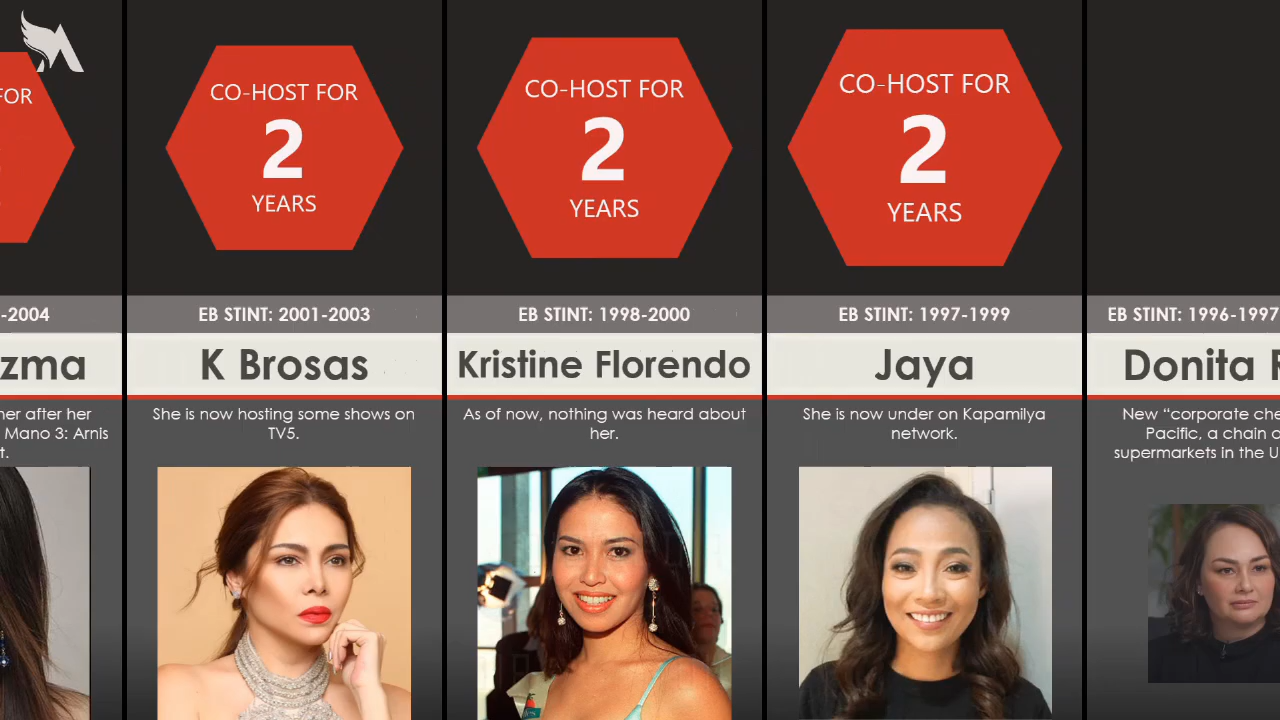 FOR
-2004
zma
her after her
Mano 3: Arnis
t.
CO-HOST FOR
2
YEARS
EB STINT: 2001-2003
K Brosas
She is now hosting some shows on
TV5.
CO-HOST FOR
2
YEARS
EB STINT: 1998-2000
Kristine Florendo
As of now, nothing was heard about
her.
CO-HOST FOR
2
YEARS
EB STINT: 1997-1999
Jaya
She is now under on Kapamilya
network.
EB STINT: 1996-1997
Donita
New “corporate
Pacific, a chain
supermarkets in the